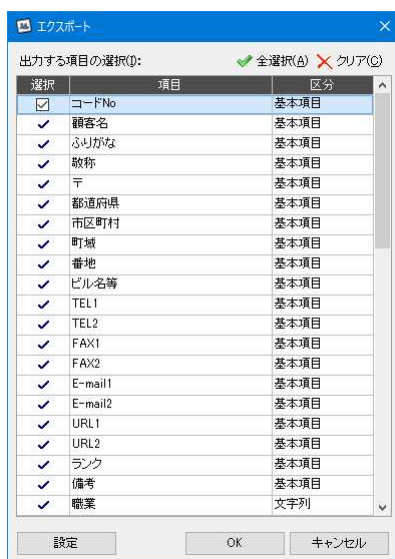 エクスポート
出力する項目の選択(I): 全選択(A) クリア(C)
選択 項目 区分
コードNo 基本項目
顧客名 基本項目
ふりがな 基本項目
敬称 基本項目
〒 基本項目
都道府県 基本項目
市区町村 基本項目
町域 基本項目
番地 基本項目
ビル名等 基本項目
TEL1 基本項目
TEL2 基本項目
FAX1 基本項目
FAX2 基本項目
E-mail1 基本項目
E-mail2 基本項目
URL1 基本項目
URL2 基本項目
ランク 基本項目
備考 基本項目
職業 文字列
設定 OK キャンセル